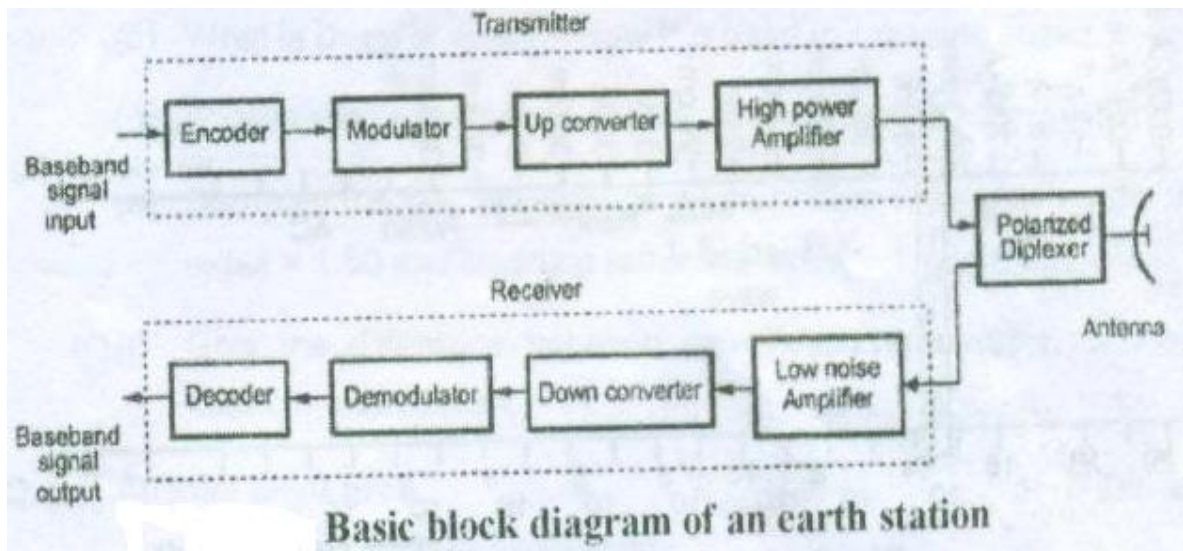 Transmitter
Encoder
Modulator
Up converter
High power
Amplifier
Baseband
signal
input
Polarized
Diplexer
Antenna
Receiver
Decoder
Demodulator
Down converter
Low noise
Amplifier
Baseband
signal
output
Basic block diagram of an earth station